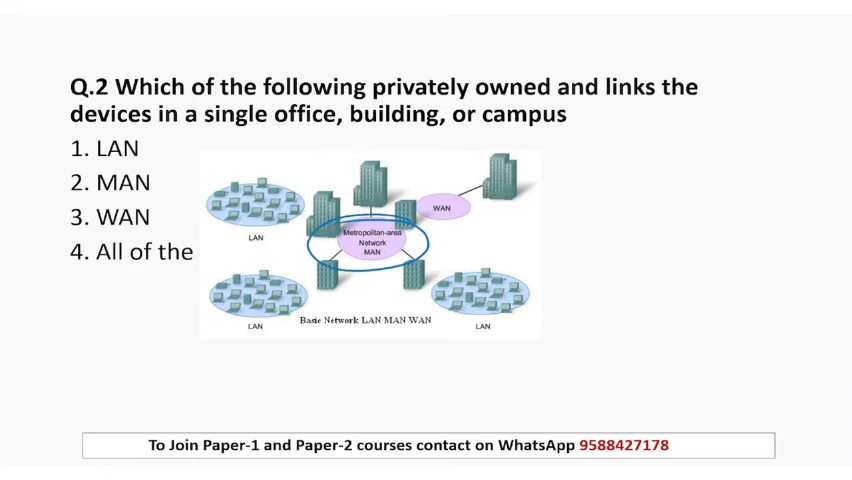 Q.2 Which of the following privately owned and links the
devices in a single office, building, or campus
1. LAN
2. MAN
3. WAN
4. All of the
WAN
LAN
Metropolitan-area
Network
MAN
LAN
Basic Network LAN MAN WAN
LAN
To Join Paper-1 and Paper-2 courses contact on WhatsApp 9588427178